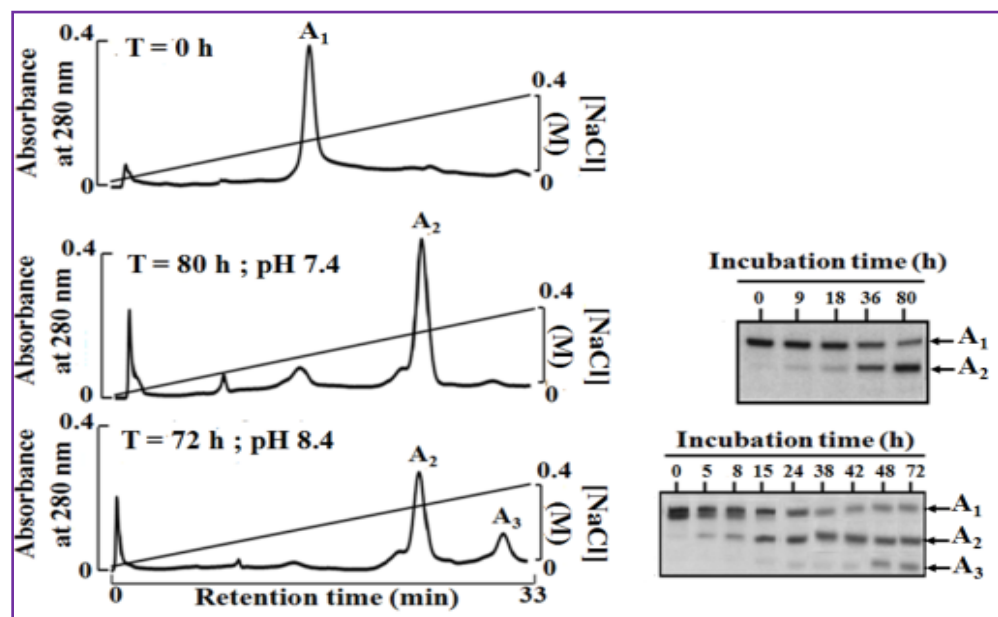 0.4
T = 0 h
A1
Absorbance
at 280 nm
0
0.4
[NaCl]
(M)
0
0.4
T = 80 h ; pH 7.4
A2
Absorbance
at 280 nm
0
0.4
[NaCl]
(M)
0
0.4
T = 72 h ; pH 8.4
A2
A3
Absorbance
at 280 nm
0
0.4
[NaCl]
(M)
0
0 Retention time (min) 33
Incubation time (h)
0 9 18 36 80
A1
A2
Incubation time (h)
0 5 8 15 24 38 42 48 72
A1
A2
A3